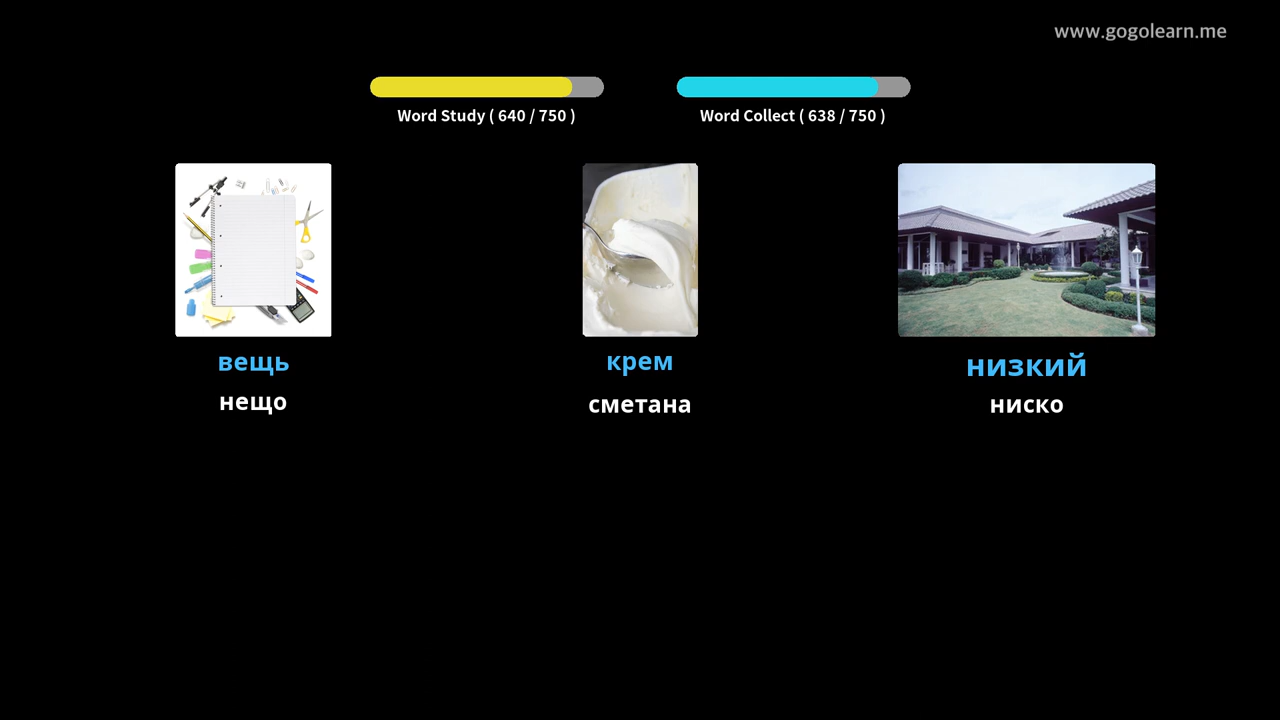 www.gogolearn.me
Word Study ( 640 / 750 )
Word Collect ( 638 / 750 )
вещь
нещо
крем
сметана
низкий
ниско